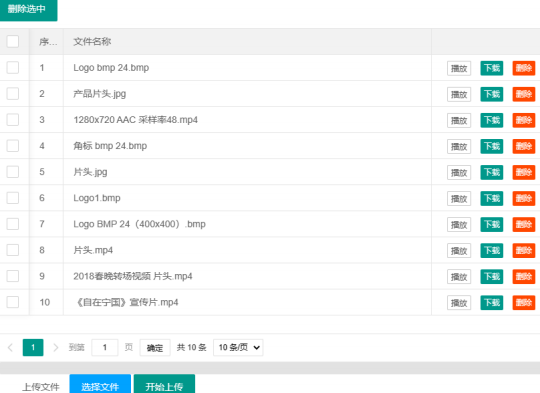 删除选中
序... 文件名称
1 Logo bmp 24.bmp 播放 下载 删除
2 产品片头.jpg 播放 下载 删除
3 1280x720 AAC 采样率48.mp4 播放 下载 删除
4 角标 bmp 24.bmp 播放 下载 删除
5 片头.jpg 播放 下载 删除
6 Logo1.bmp 播放 下载 删除
7 Logo BMP 24（400x400）.bmp 播放 下载 删除
8 片头.mp4 播放 下载 删除
9 2018春晚转场视频 片头.mp4 播放 下载 删除
10 《自在宁国》宣传片.mp4 播放 下载 删除
1 到第 1 页 确定 共 10 条 10 条/页
上传文件 选择文件 开始上传